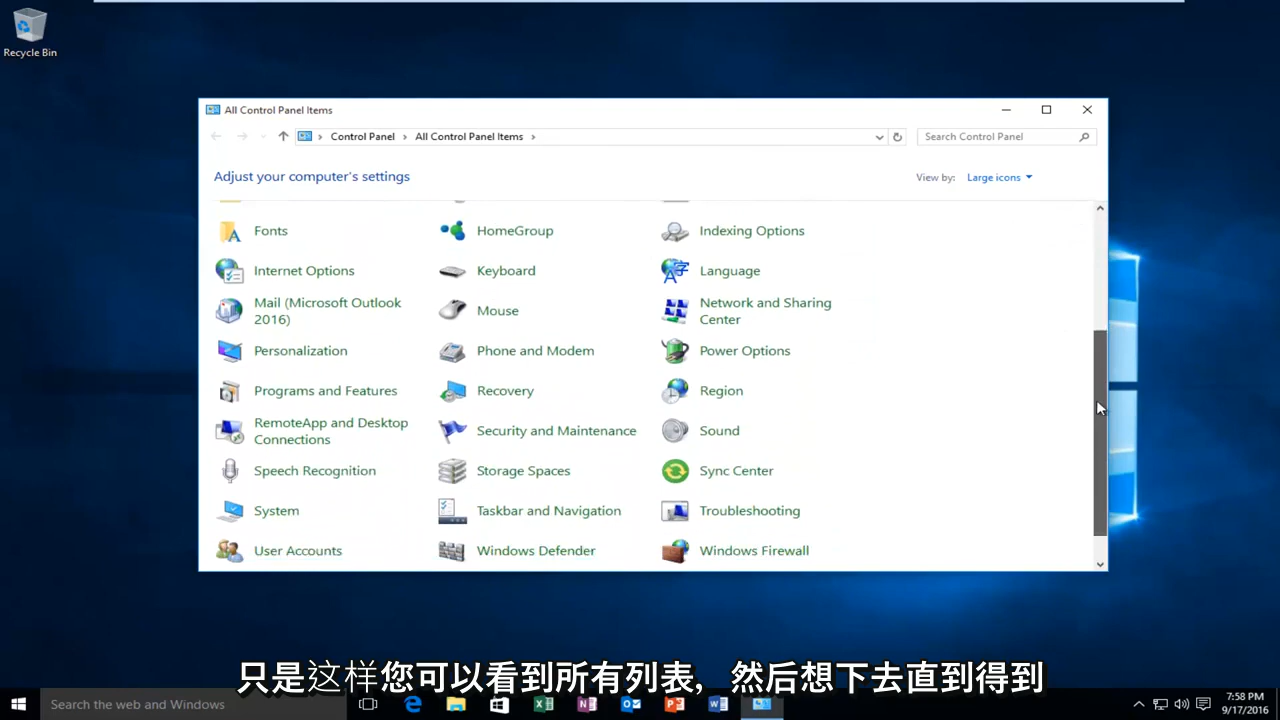 Recycle Bin
All Control Panel Items
Control Panel › All Control Panel Items ›
Search Control Panel
Adjust your computer's settings
View by: Large icons
Fonts
HomeGroup
Indexing Options
Internet Options
Keyboard
Language
Mail (Microsoft Outlook
2016)
Mouse
Network and Sharing
Center
Personalization
Phone and Modem
Power Options
Programs and Features
Recovery
Region
RemoteApp and Desktop
Connections
Security and Maintenance
Sound
Speech Recognition
Storage Spaces
Sync Center
System
Taskbar and Navigation
Troubleshooting
User Accounts
Windows Defender
Windows Firewall
只是这样您可以看到所有列表，然后想下去直到得到
Search the web and Windows
7:58 PM
9/17/2016